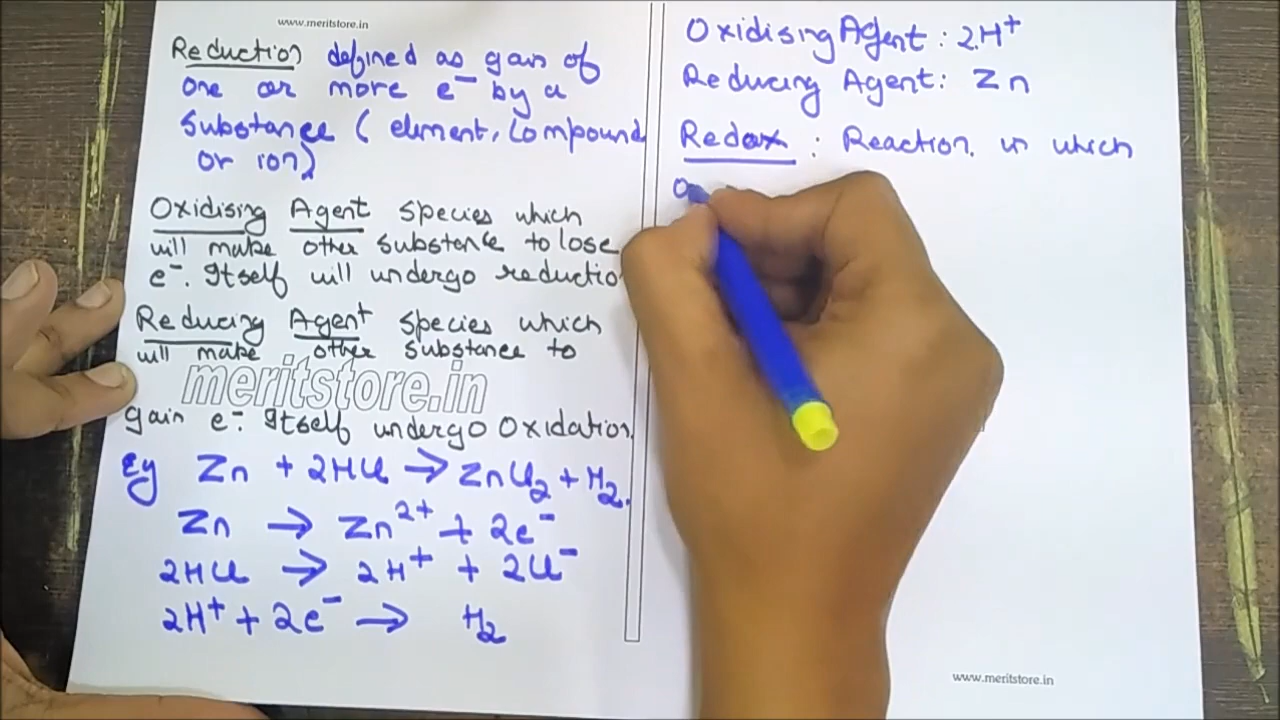 www.meritstore.in
Reduction defined as gain of
one or more e⁻ by a
substance ( element, Compound
or ion)
Oxidising Agent Species which
will make other substance to lose
e⁻. Itself will undergo reductio
Reducing Agent Species which
will make other substance to
meritstore.in
gain e⁻. Itself undergo Oxidation.
Eg Zn + 2HCl → ZnCl₂ + H₂.
Zn → Zn²⁺ + 2e⁻
2HCl → 2H⁺ + 2Cl⁻
2H⁺ + 2e⁻ → H₂
Oxidising Agent : 2H⁺
Reducing Agent : Zn
Redox : Reaction in which
www.meritstore.in